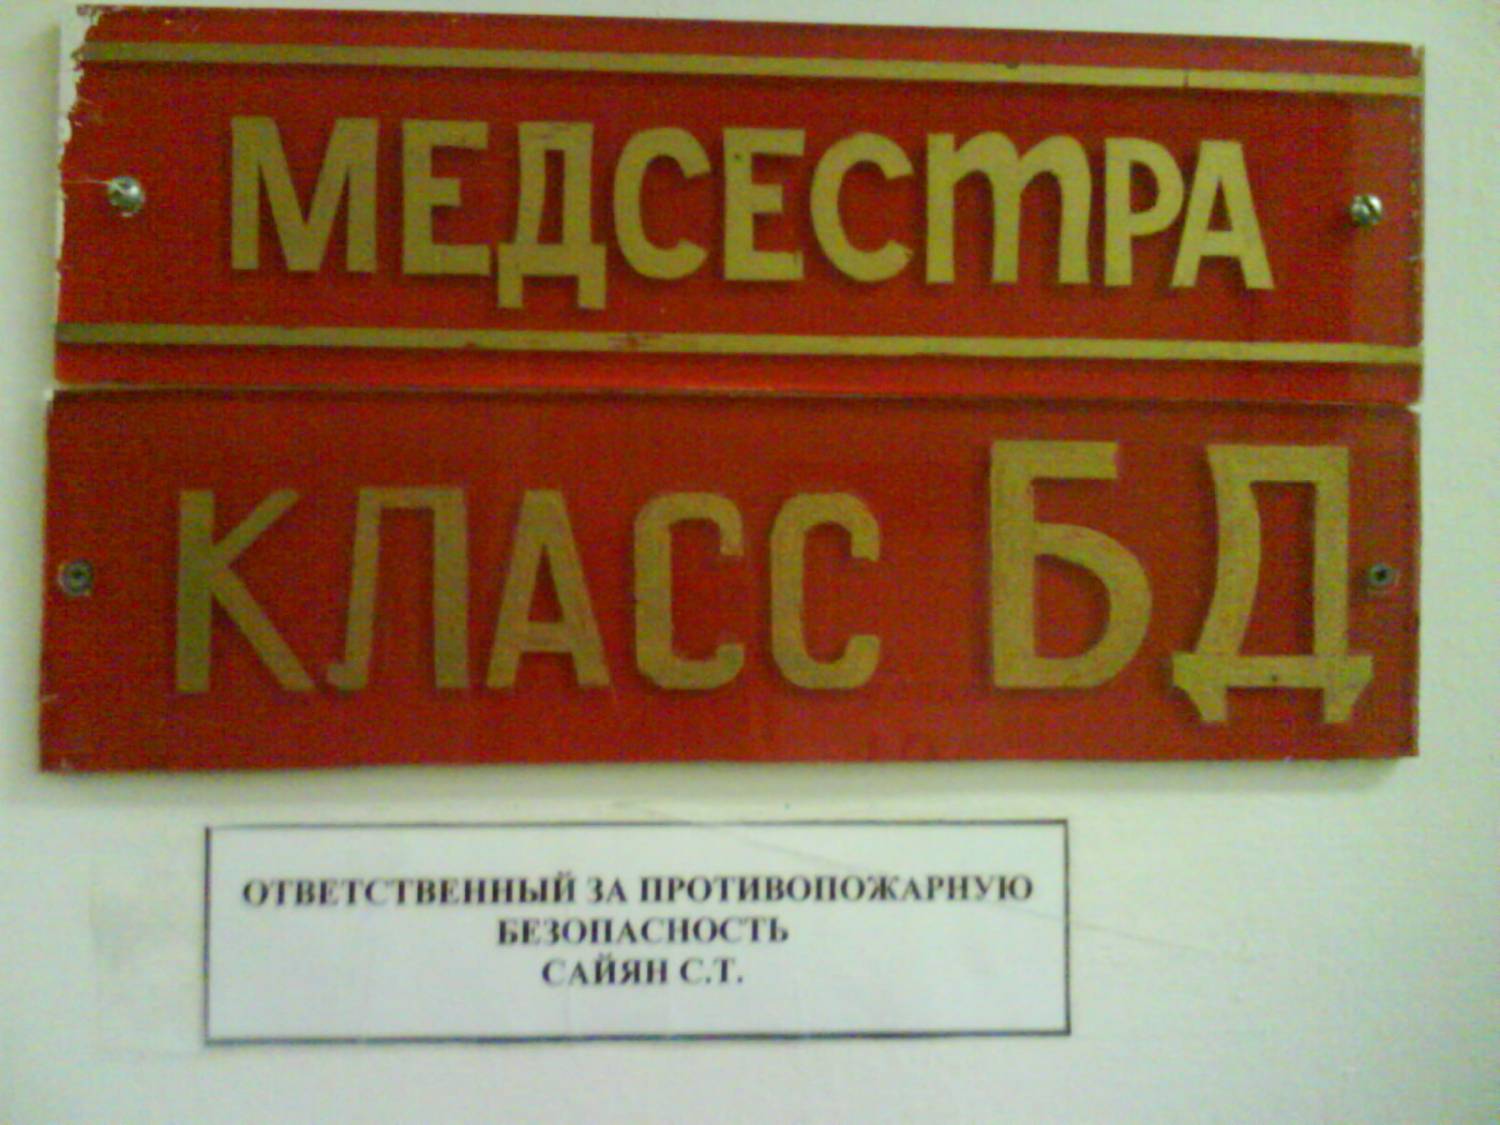 МЕДСЕСТРА
КЛАСС БД
ОТВЕТСТВЕННЫЙ ЗА ПРОТИВОПОЖАРНУЮ
БЕЗОПАСНОСТЬ
САЙЯН С.Т.